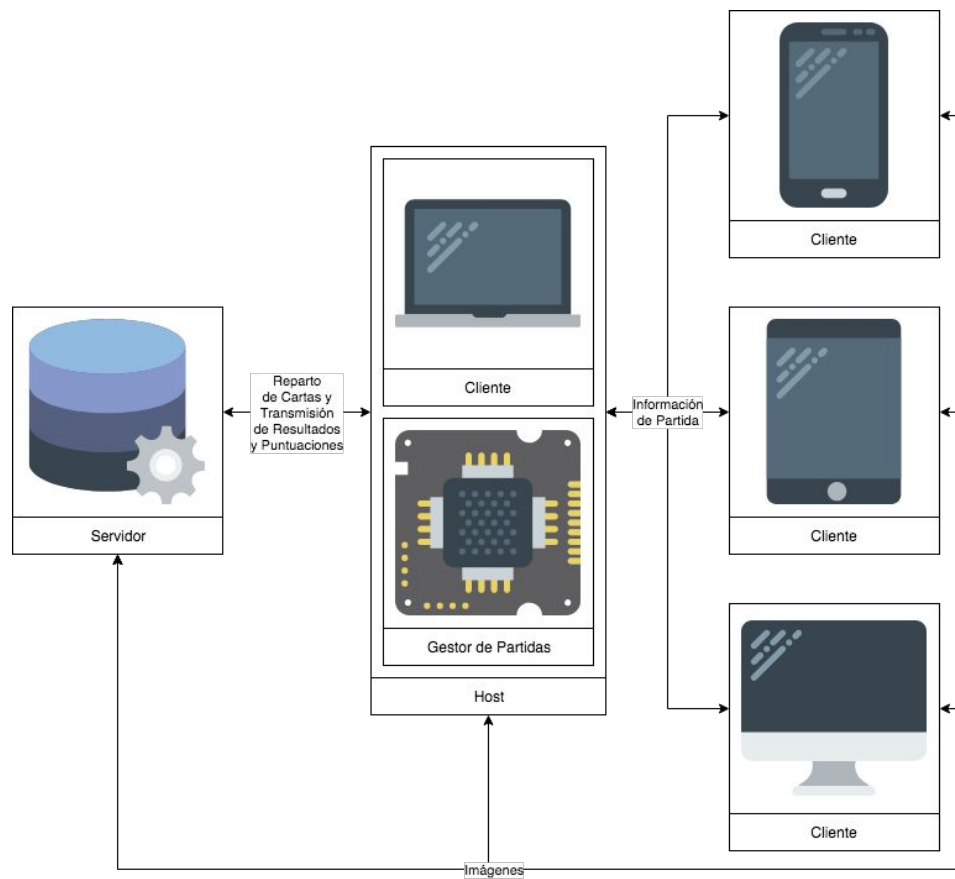 Cliente
Cliente
Reparto
de Cartas y
Transmisión
de Resultados
y Puntuaciones
Información
de Partida
Servidor
Cliente
Gestor de Partidas
Host
Cliente
Imágenes